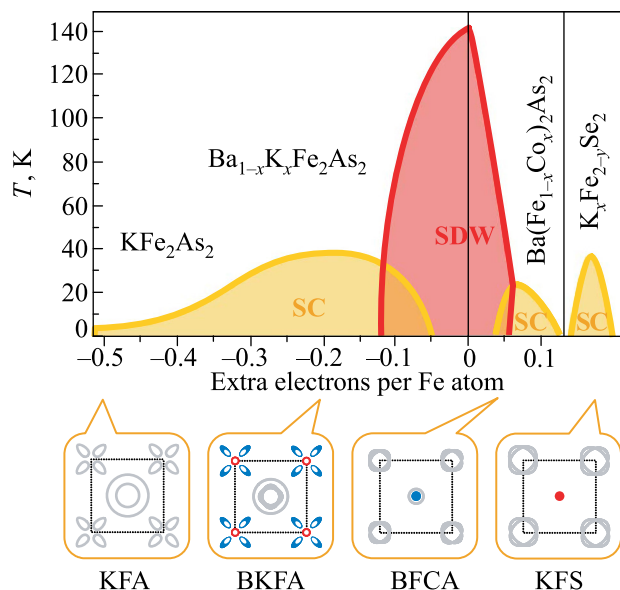 140
120
100
80
60
40
20
0
T, K
Ba1–xKxFe2As2
KFe2As2
SDW
SC
SC
SC
Ba(Fe1–xCox)2As2
KxFe2–ySe2
–0.5 –0.4 –0.3 –0.2 –0.1 0 0.1
Extra electrons per Fe atom
KFA BKFA BFCA KFS